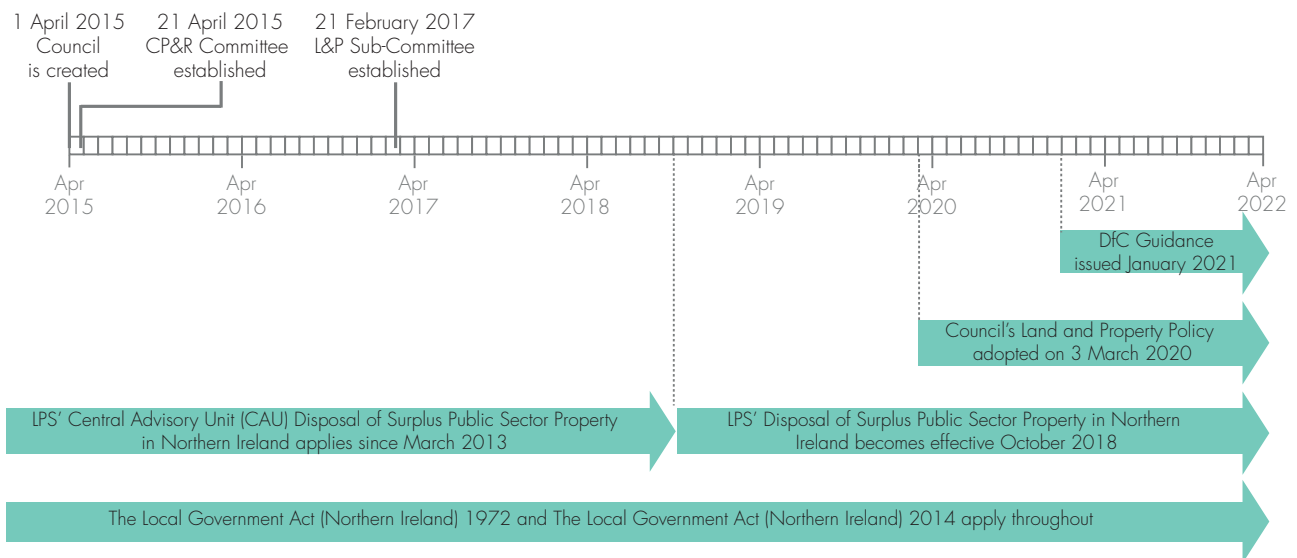 1 April 2015
Council
is created
21 April 2015
CP&R Committee
established
21 February 2017
L&P Sub-Committee
established
Apr
2015
Apr
2016
Apr
2017
Apr
2018
Apr
2019
Apr
2020
Apr
2021
Apr
2022
DfC Guidance
issued January 2021
Council's Land and Property Policy
adopted on 3 March 2020
LPS' Central Advisory Unit (CAU) Disposal of Surplus Public Sector Property
in Northern Ireland applies since March 2013
LPS' Disposal of Surplus Public Sector Property in Northern
Ireland becomes effective October 2018
The Local Government Act (Northern Ireland) 1972 and The Local Government Act (Northern Ireland) 2014 apply throughout